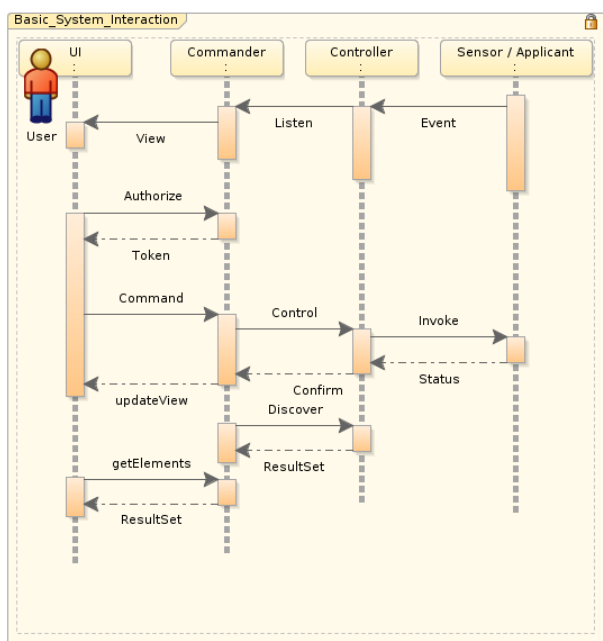 Basic_System_Interaction
UI
:
Commander
:
Controller
:
Sensor / Applicant
:
User
View
Listen
Event
Authorize
Token
Command
Control
Invoke
Status
Confirm
updateView
Discover
ResultSet
getElements
ResultSet